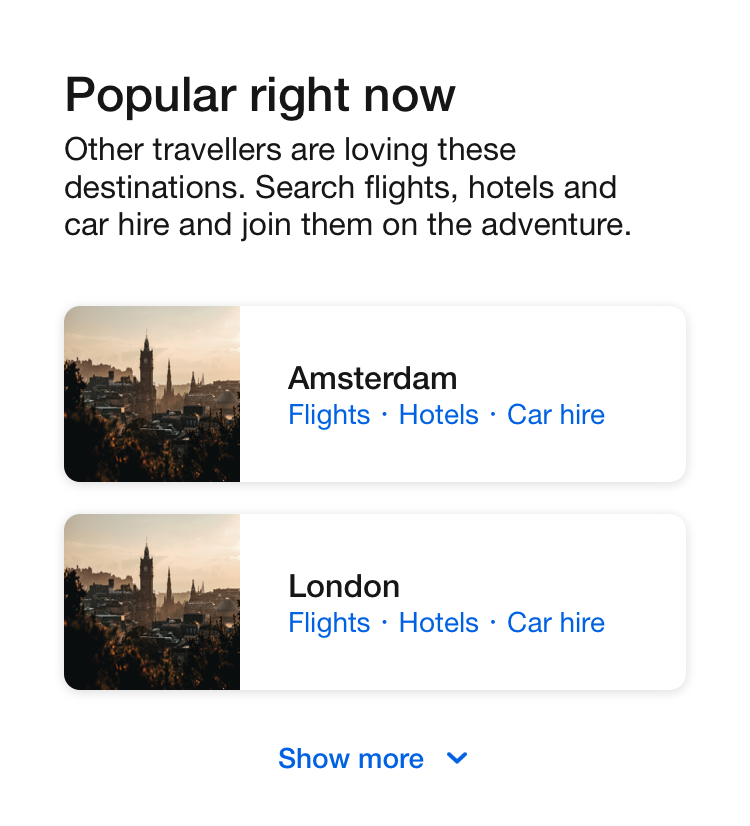 Popular right now
Other travellers are loving these
destinations. Search flights, hotels and
car hire and join them on the adventure.
Amsterdam
Flights · Hotels · Car hire
London
Flights · Hotels · Car hire
Show more